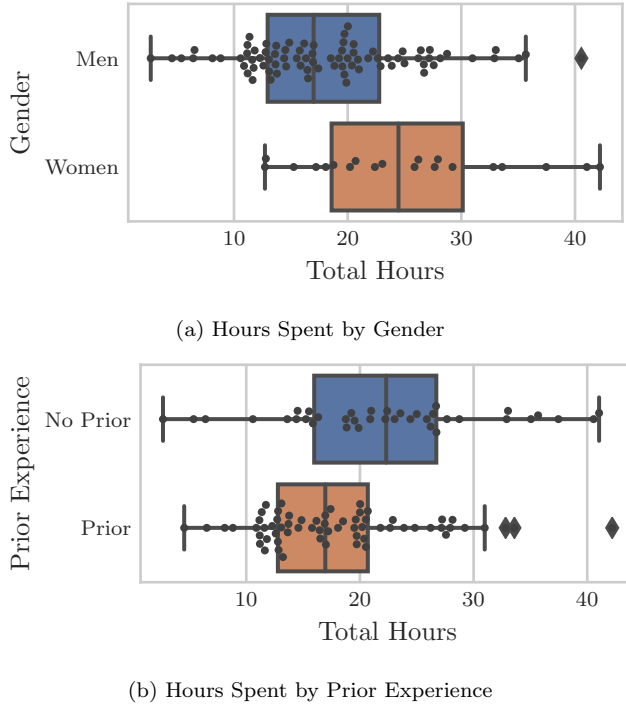 Gender
Men
Women
10 20 30 40
Total Hours
(a) Hours Spent by Gender
Prior Experience
No Prior
Prior
10 20 30 40
Total Hours
(b) Hours Spent by Prior Experience